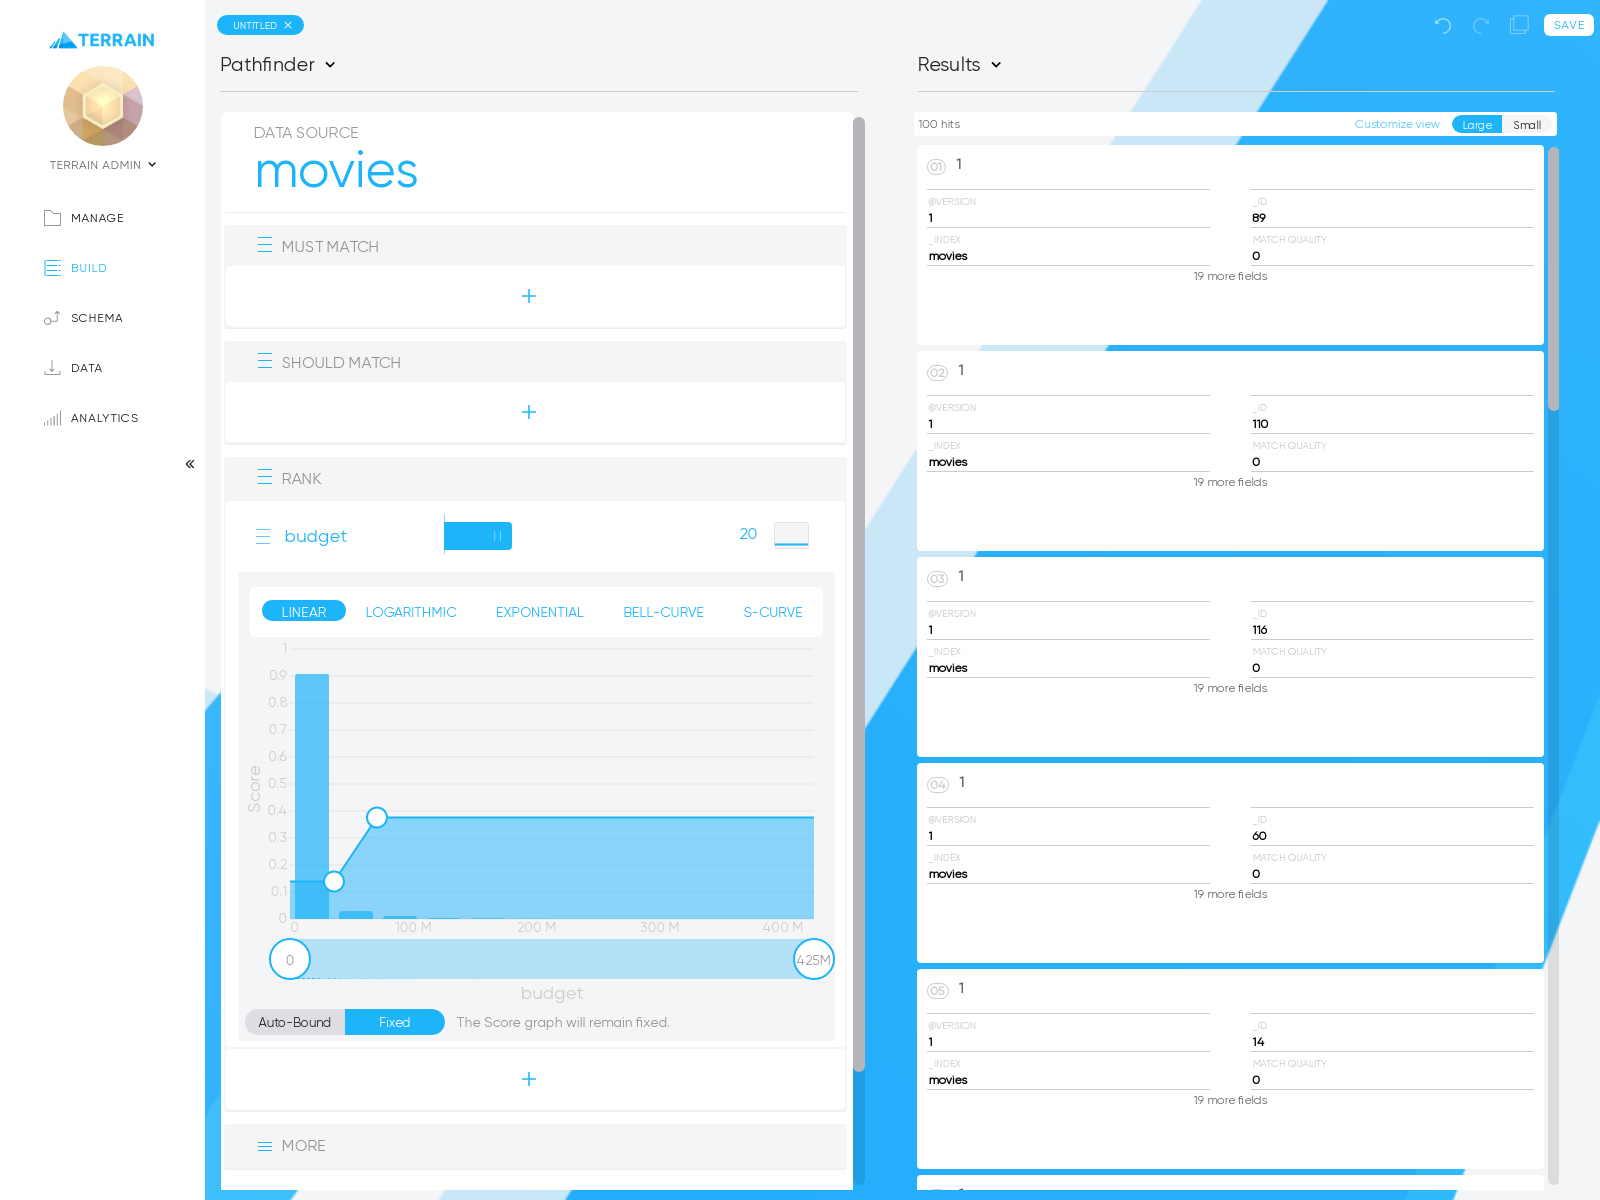 TERRAIN
TERRAIN ADMIN
MANAGE
BUILD
SCHEMA
DATA
ANALYTICS
UNTITLED
SAVE
Pathfinder
DATA SOURCE
movies
MUST MATCH
+
SHOULD MATCH
+
RANK
budget
20
LINEAR LOGARITHMIC EXPONENTIAL BELL-CURVE S-CURVE
1
0.9
0.8
0.7
0.6
0.5
0.4
0.3
0.2
0.1
0
Score
0 100 M 200 M 300 M 400 M
0 425M
budget
Auto-Bound Fixed The Score graph will remain fixed.
+
MORE
Results
100 hits Customize view Large Small
01 1
@VERSION _ID
1 89
_INDEX MATCH QUALITY
movies 0
19 more fields
02 1
@VERSION _ID
1 110
_INDEX MATCH QUALITY
movies 0
19 more fields
03 1
@VERSION _ID
1 116
_INDEX MATCH QUALITY
movies 0
19 more fields
04 1
@VERSION _ID
1 60
_INDEX MATCH QUALITY
movies 0
19 more fields
05 1
@VERSION _ID
1 14
_INDEX MATCH QUALITY
movies 0
19 more fields